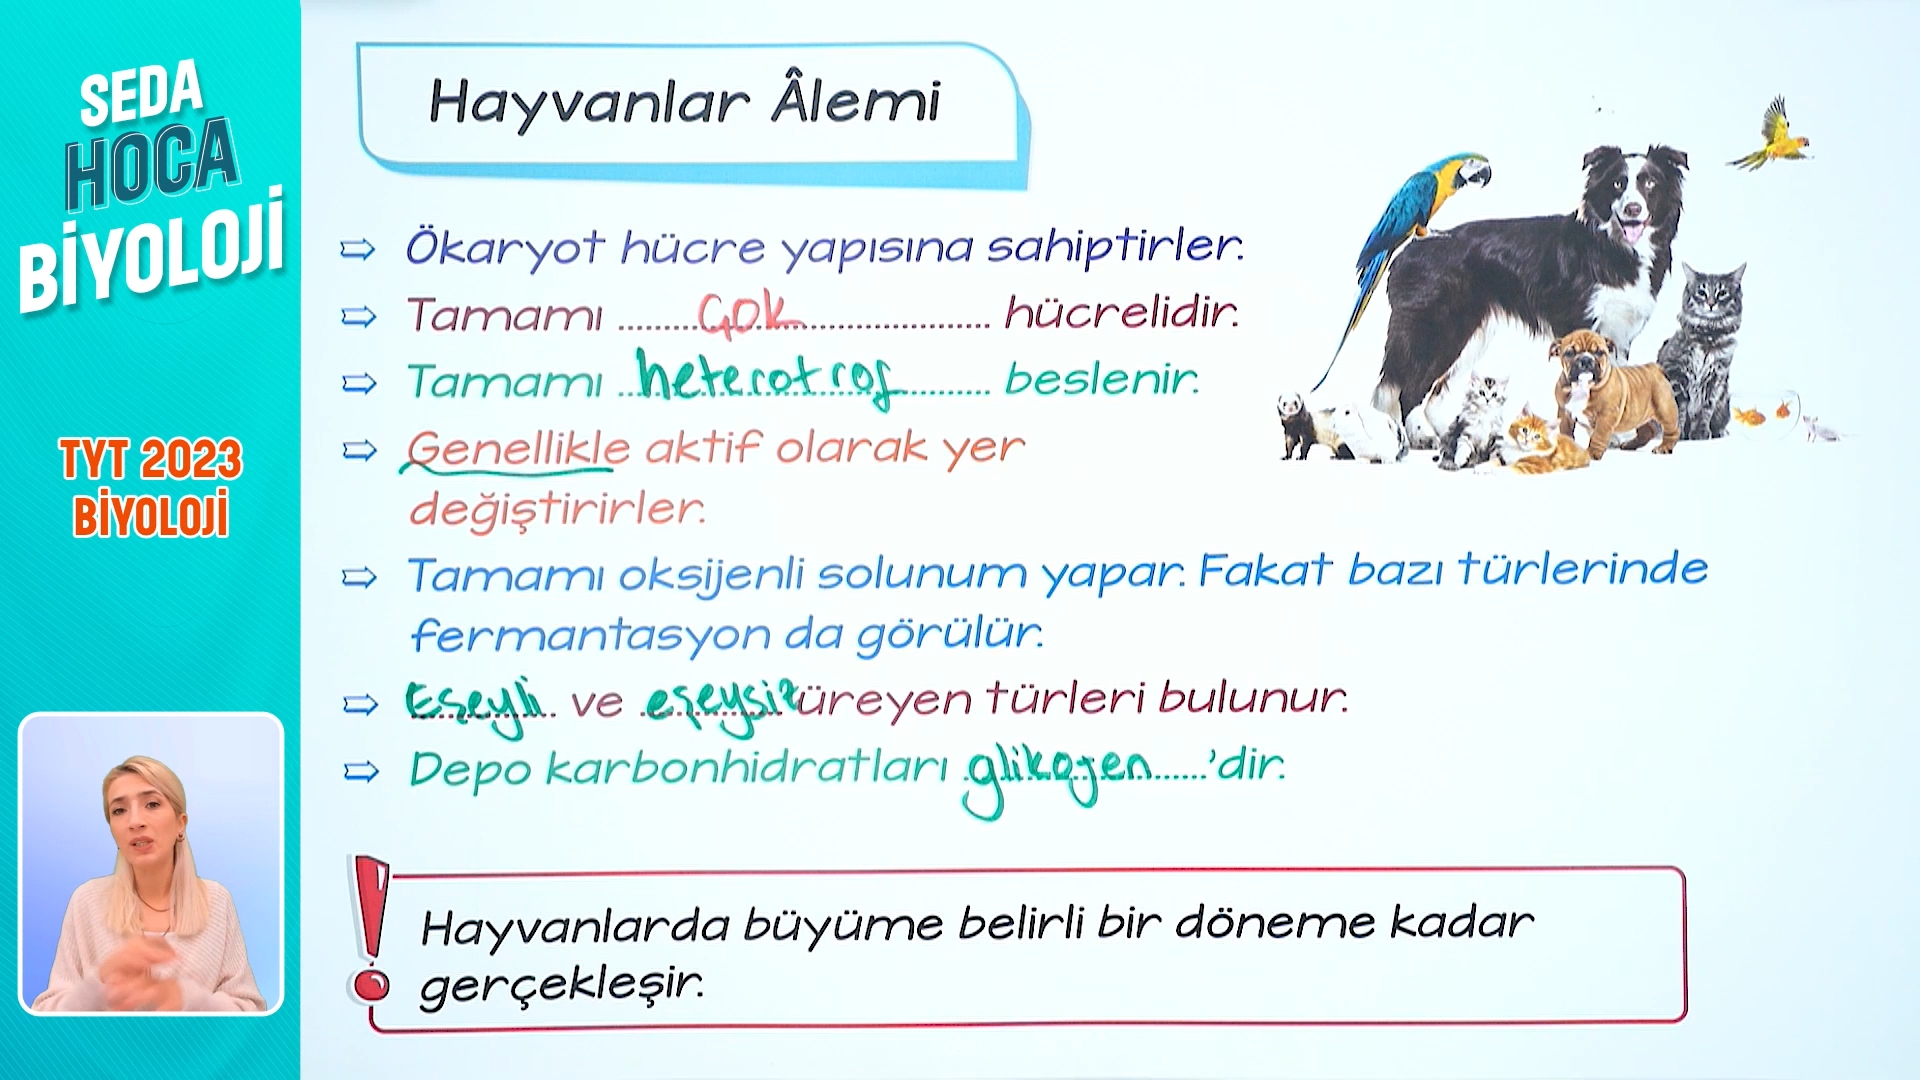 SEDA
HOCA
BİYOLOJİ
TYT 2023
BİYOLOJİ
Hayvanlar Âlemi
⇨ Ökaryot hücre yapısına sahiptirler.
⇨ Tamamı ........Çok........ hücrelidir.
⇨ Tamamı ..heterotrof.......... beslenir.
⇨ Genellikle aktif olarak yer
değiştirirler.
⇨ Tamamı oksijenli solunum yapar. Fakat bazı türlerinde
fermantasyon da görülür.
⇨ Eşeyli.. ve ..eşeysiz üreyen türleri bulunur.
⇨ Depo karbonhidratları .glikojen......'dir.
Hayvanlarda büyüme belirli bir döneme kadar
gerçekleşir.